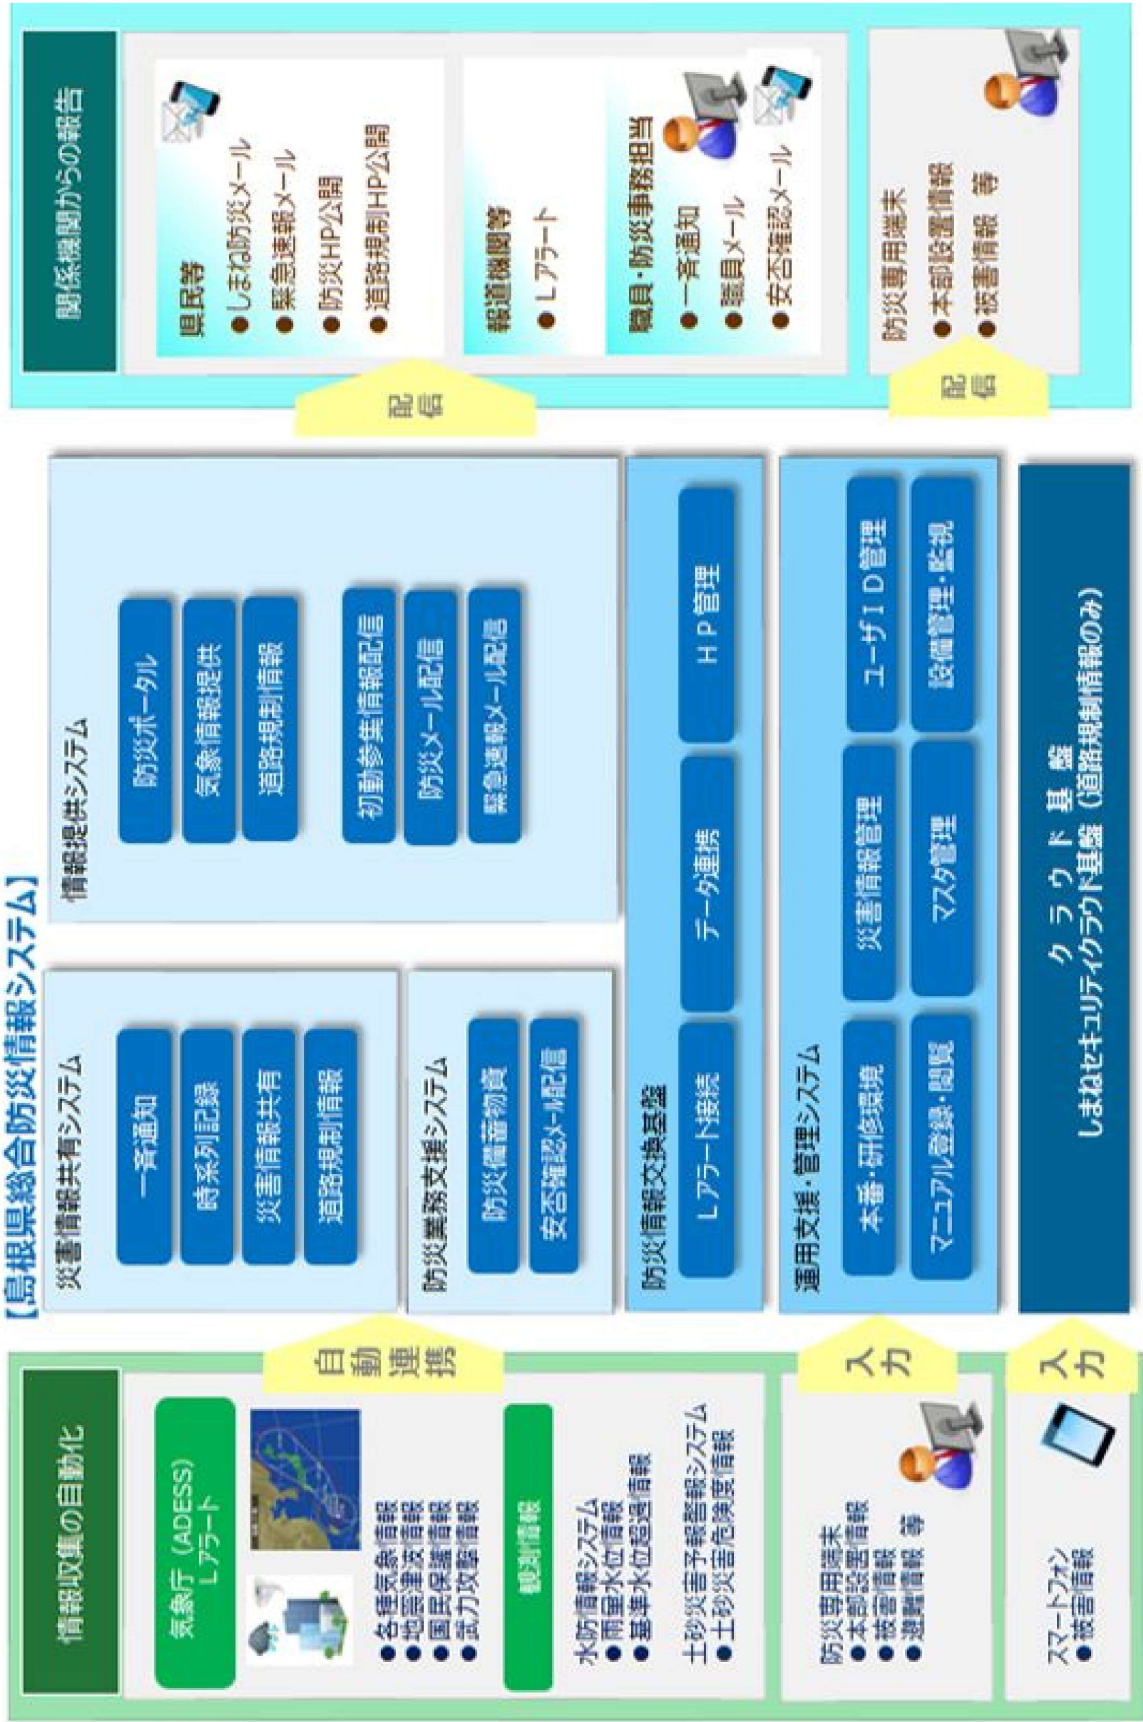 【島根県総合防災情報システム】
情報収集の自動化
気象庁（ADESS）
Lアラート
●各種気象情報
●地震津波情報
●国民保護情報
●武力攻撃情報
観測情報
水防情報システム
●雨量水位情報
●基準水位超過情報
土砂災害予報警報システム
●土砂災害危険度情報
自動連携
防災専用端末
●本部設置情報
●被害情報
●避難情報 等
入力
スマートフォン
●被害情報
入力
災害情報共有システム
一斉通知
時系列記録
災害情報共有
道路規制情報
防災業務支援システム
防災備蓄物資
安否確認メール配信
情報提供システム
防災ポータル
気象情報提供
道路規制情報
初動参集情報配信
防災メール配信
緊急速報メール配信
防災情報交換基盤
Lアラート接続
データ連携
HP管理
運用支援・管理システム
本番・研修環境
災害情報管理
ユーザID管理
マニュアル登録・閲覧
マスタ管理
設備管理・監視
クラウド基盤
しまねセキュリティクラウド基盤（道路規制情報のみ）
関係機関からの報告
県民等
●しまね防災メール
●緊急速報メール
●防災HP公開
●道路規制HP公開
報道機関等
●Lアラート
職員・防災事務担当
●一斉通知
●職員メール
●安否確認メール
配信
防災専用端末
●本部設置情報
●被害情報 等
配信